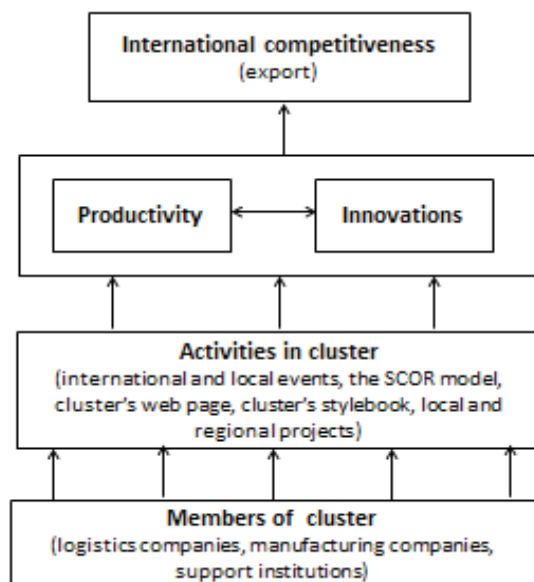 International competitiveness
(export)
Productivity
Innovations
Activities in cluster
(international and local events, the SCOR model,
cluster's web page, cluster's stylebook, local and
regional projects)
Members of cluster
(logistics companies, manufacturing companies,
support institutions)